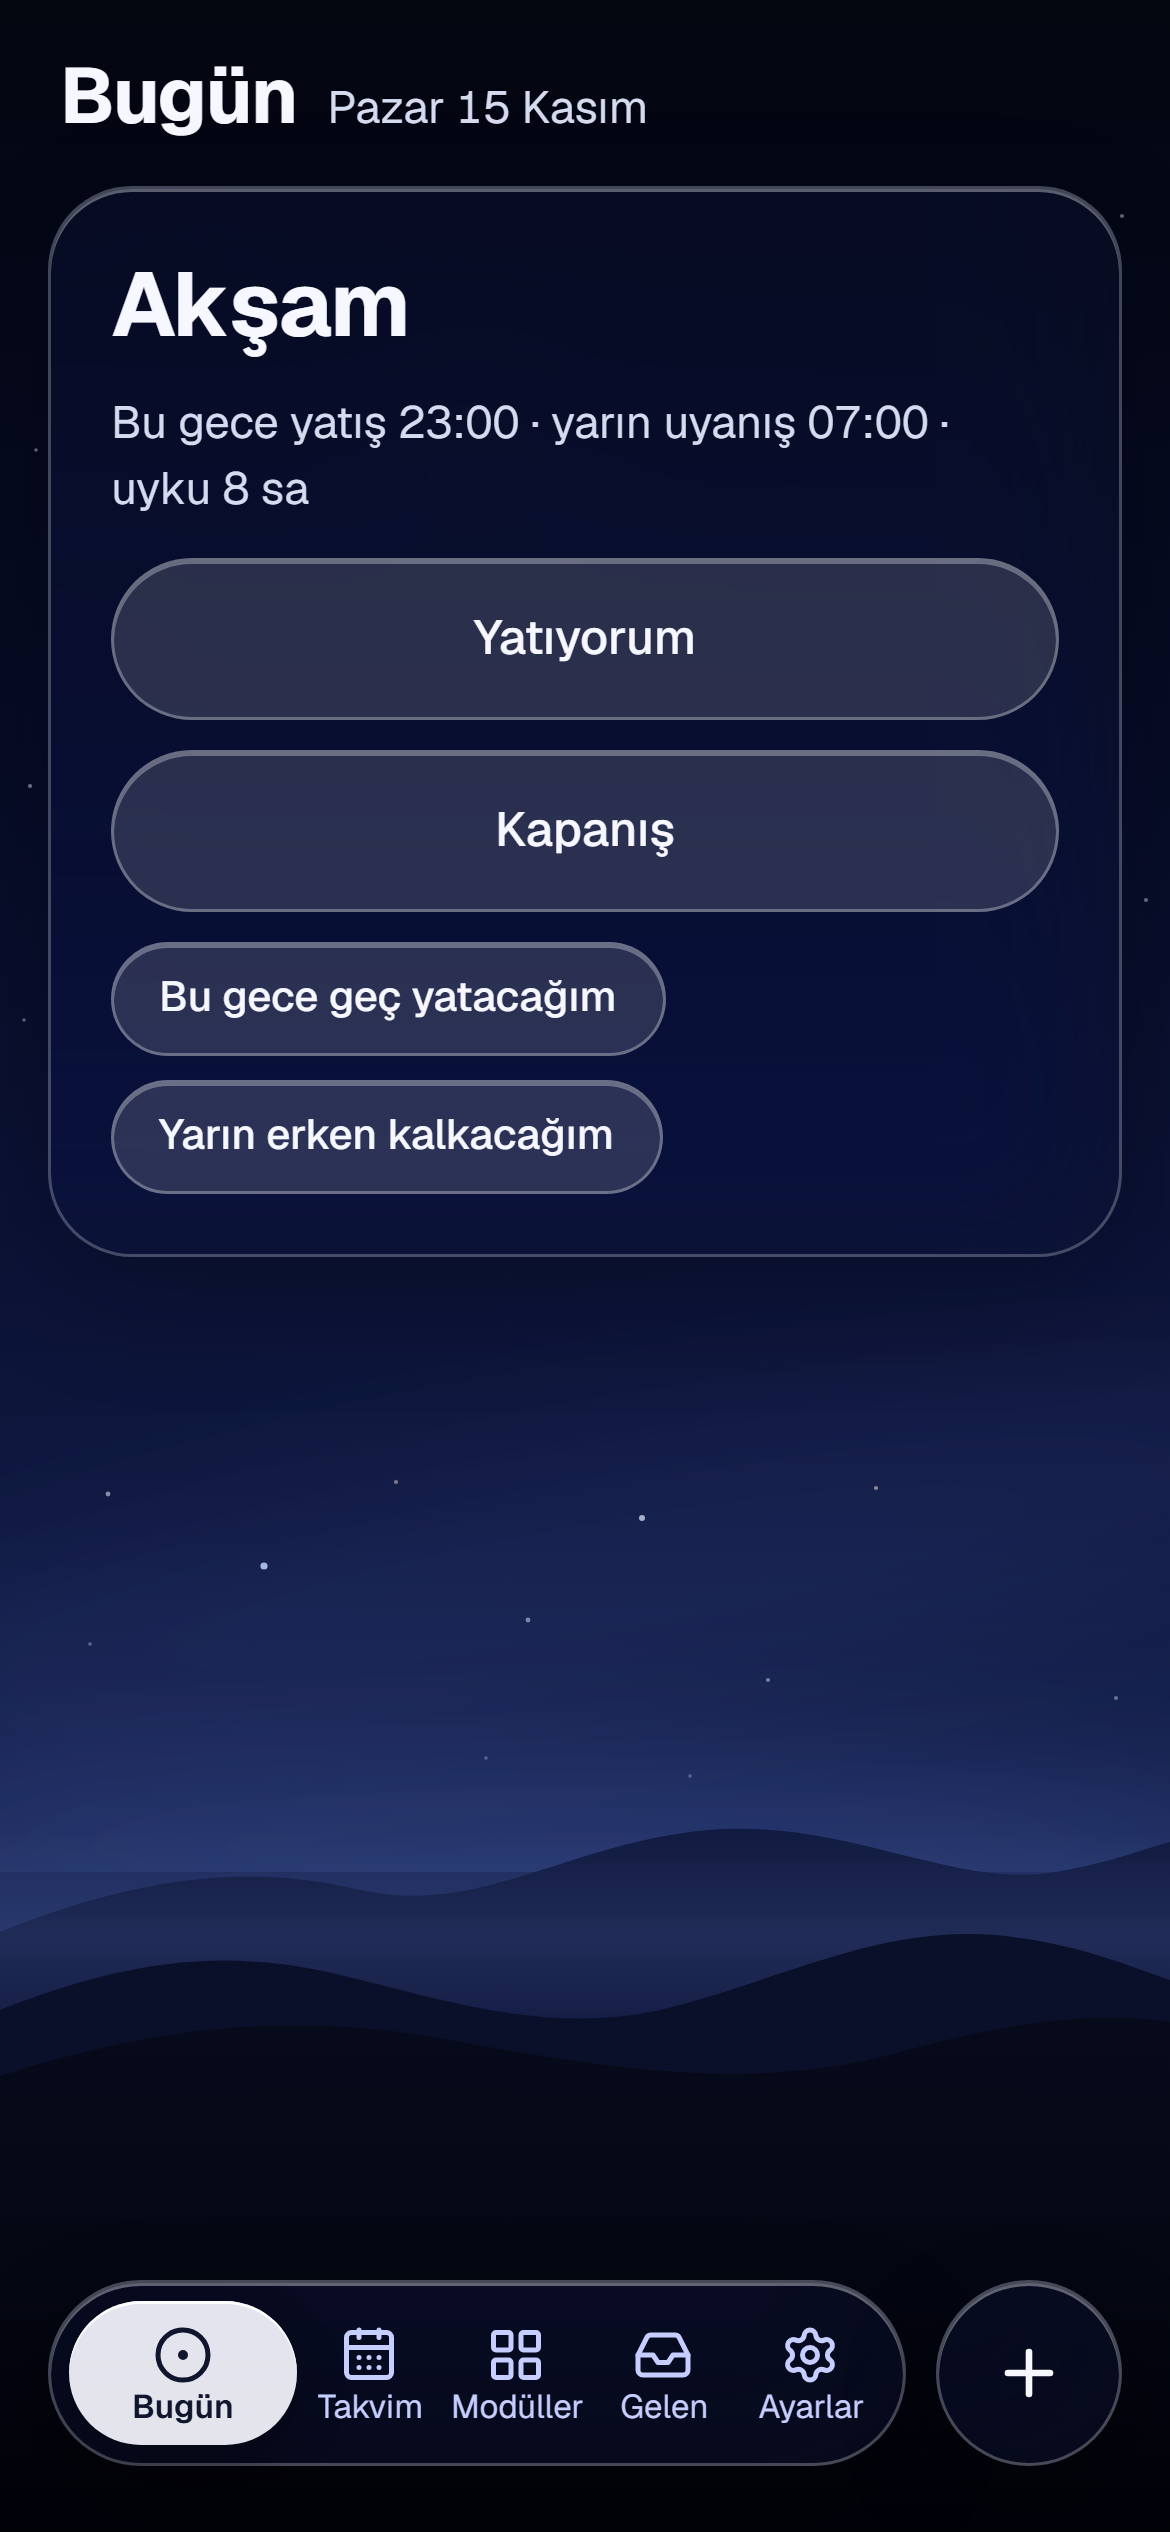 Bugün Pazar 15 Kasım
Akşam
Bu gece yatış 23:00 · yarın uyanış 07:00 ·
uyku 8 sa
Yatıyorum
Kapanış
Bu gece geç yatacağım
Yarın erken kalkacağım
Bugün Takvim Modüller Gelen Ayarlar